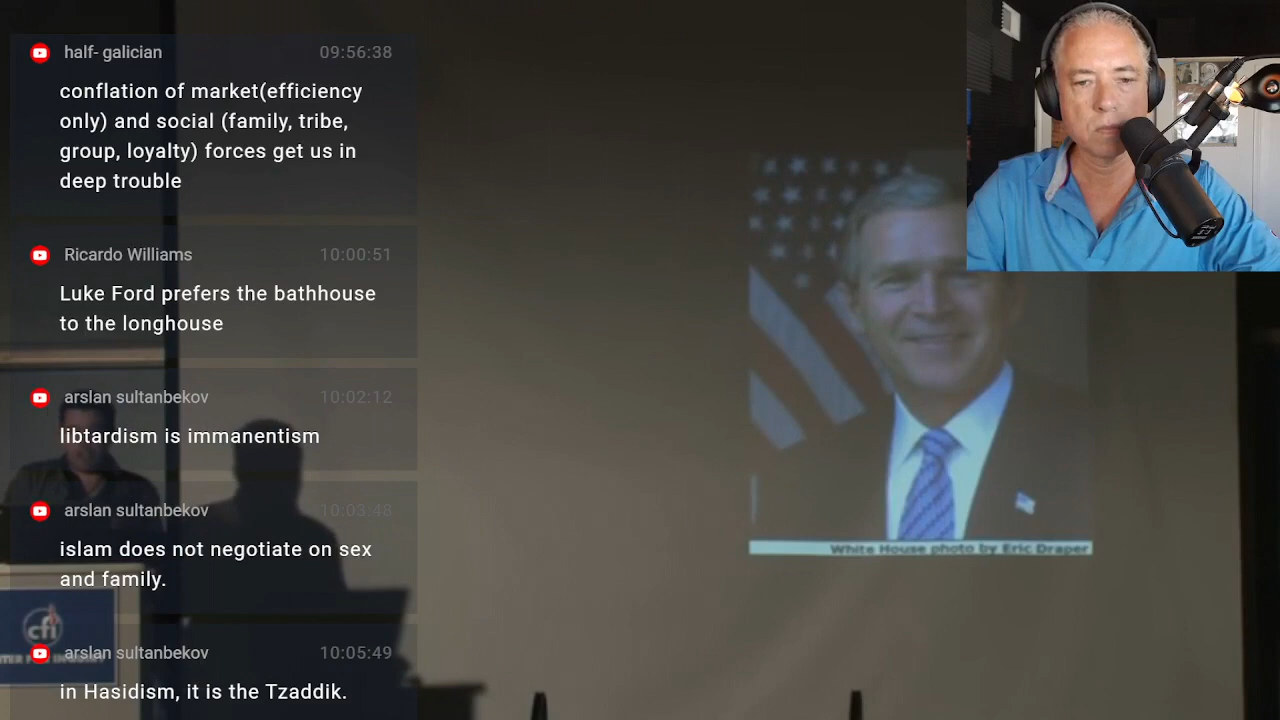 half- galician 09:56:38
conflation of market(efficiency
only) and social (family, tribe,
group, loyalty) forces get us in
deep trouble
Ricardo Williams 10:00:51
Luke Ford prefers the bathhouse
to the longhouse
arslan sultanbekov 10:02:12
libtardism is immanentism
arslan sultanbekov 10:03:48
islam does not negotiate on sex
and family.
cfi
arslan sultanbekov 10:05:49
in Hasidism, it is the Tzaddik.
White House photo by Eric Draper